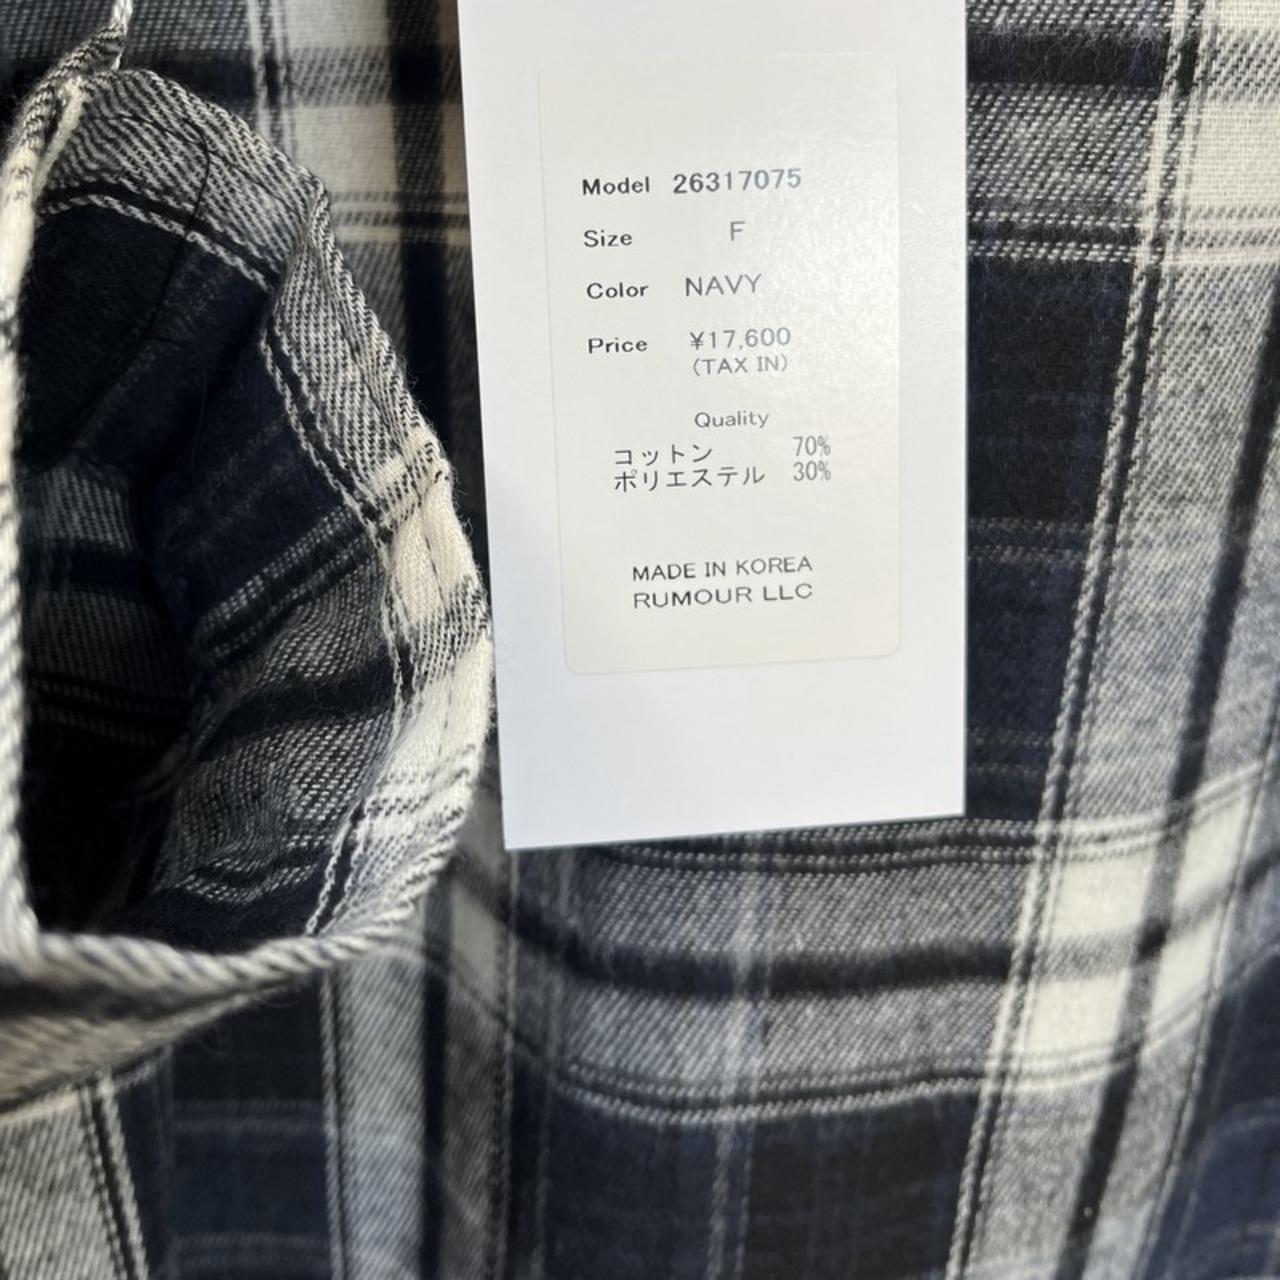 Model 26317075
Size F
Color NAVY
Price ¥17,600
(TAX IN)
Quality
コットン 70%
ポリエステル 30%
MADE IN KOREA
RUMOUR LLC